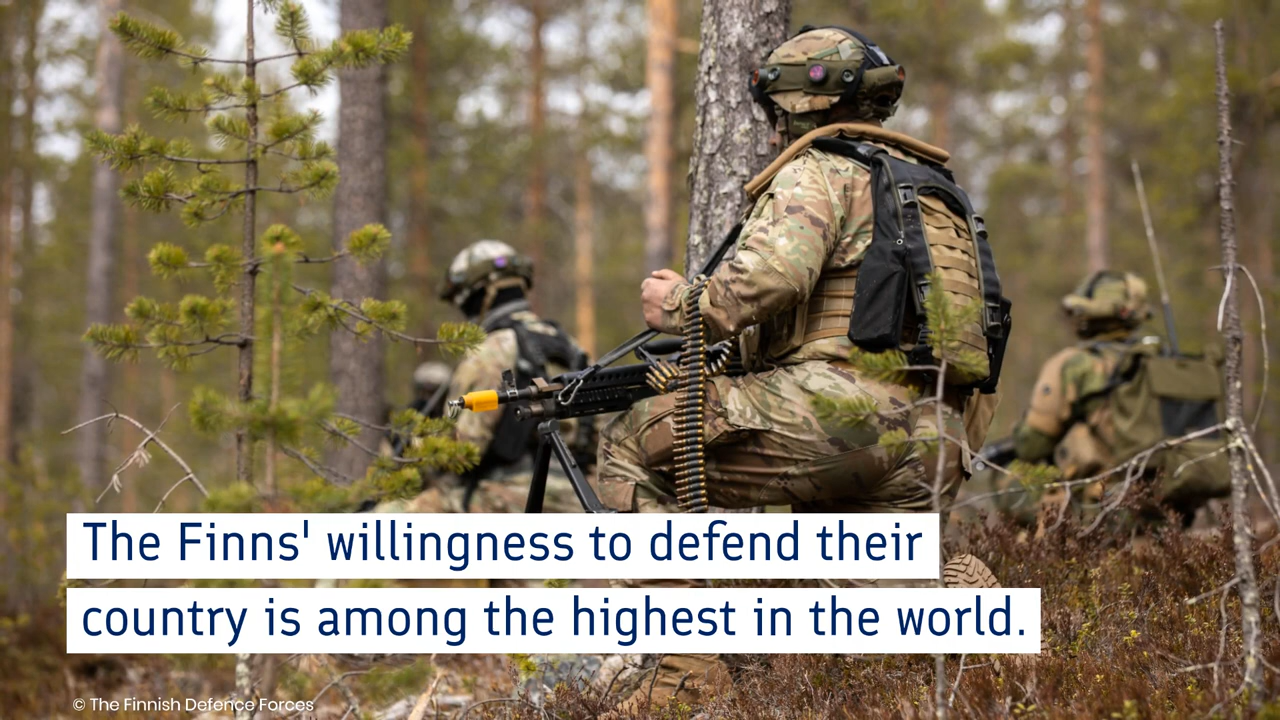 The Finns' willingness to defend their
country is among the highest in the world.
© The Finnish Defence Forces